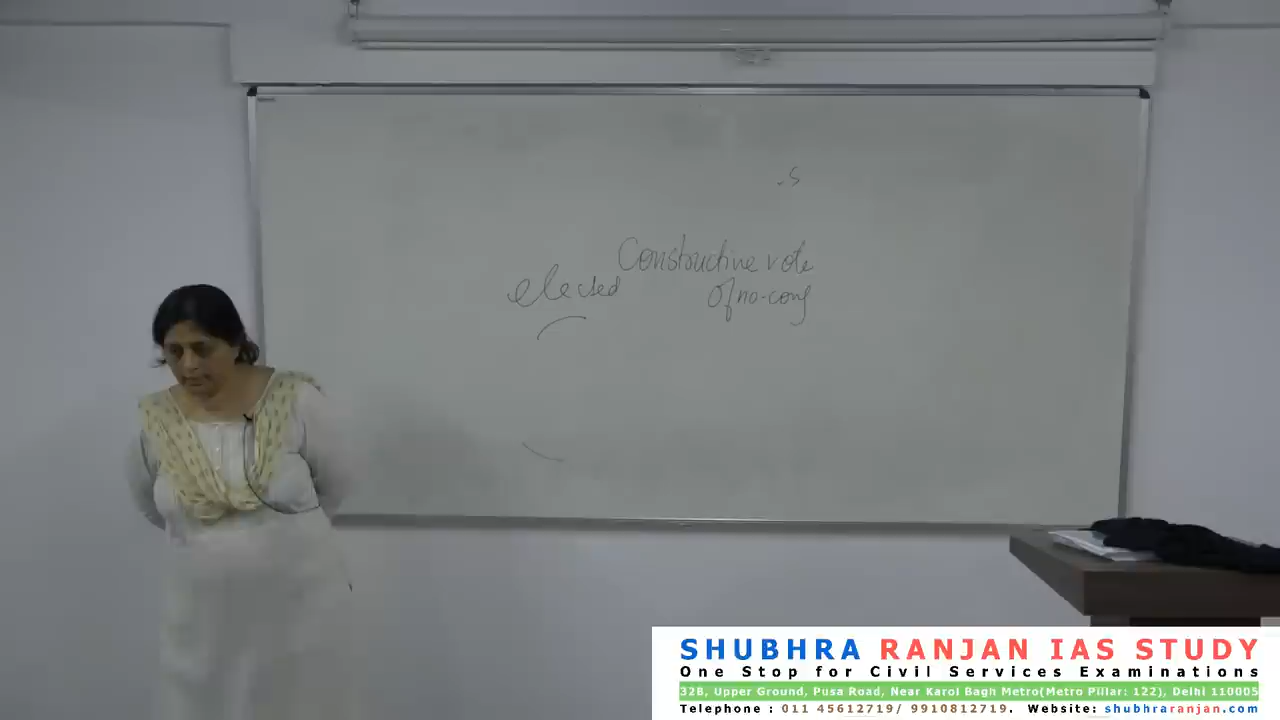 .s
Constructive vote
elected
of no-conf
SHUBHRA RANJAN IAS STUDY
One Stop for Civil Services Examinations
32B, Upper Ground, Pusa Road, Near Karol Bagh Metro(Metro Pillar: 122), Delhi 110005
Telephone : 011 45612719/ 9910812719. Website: shubhraranjan.com